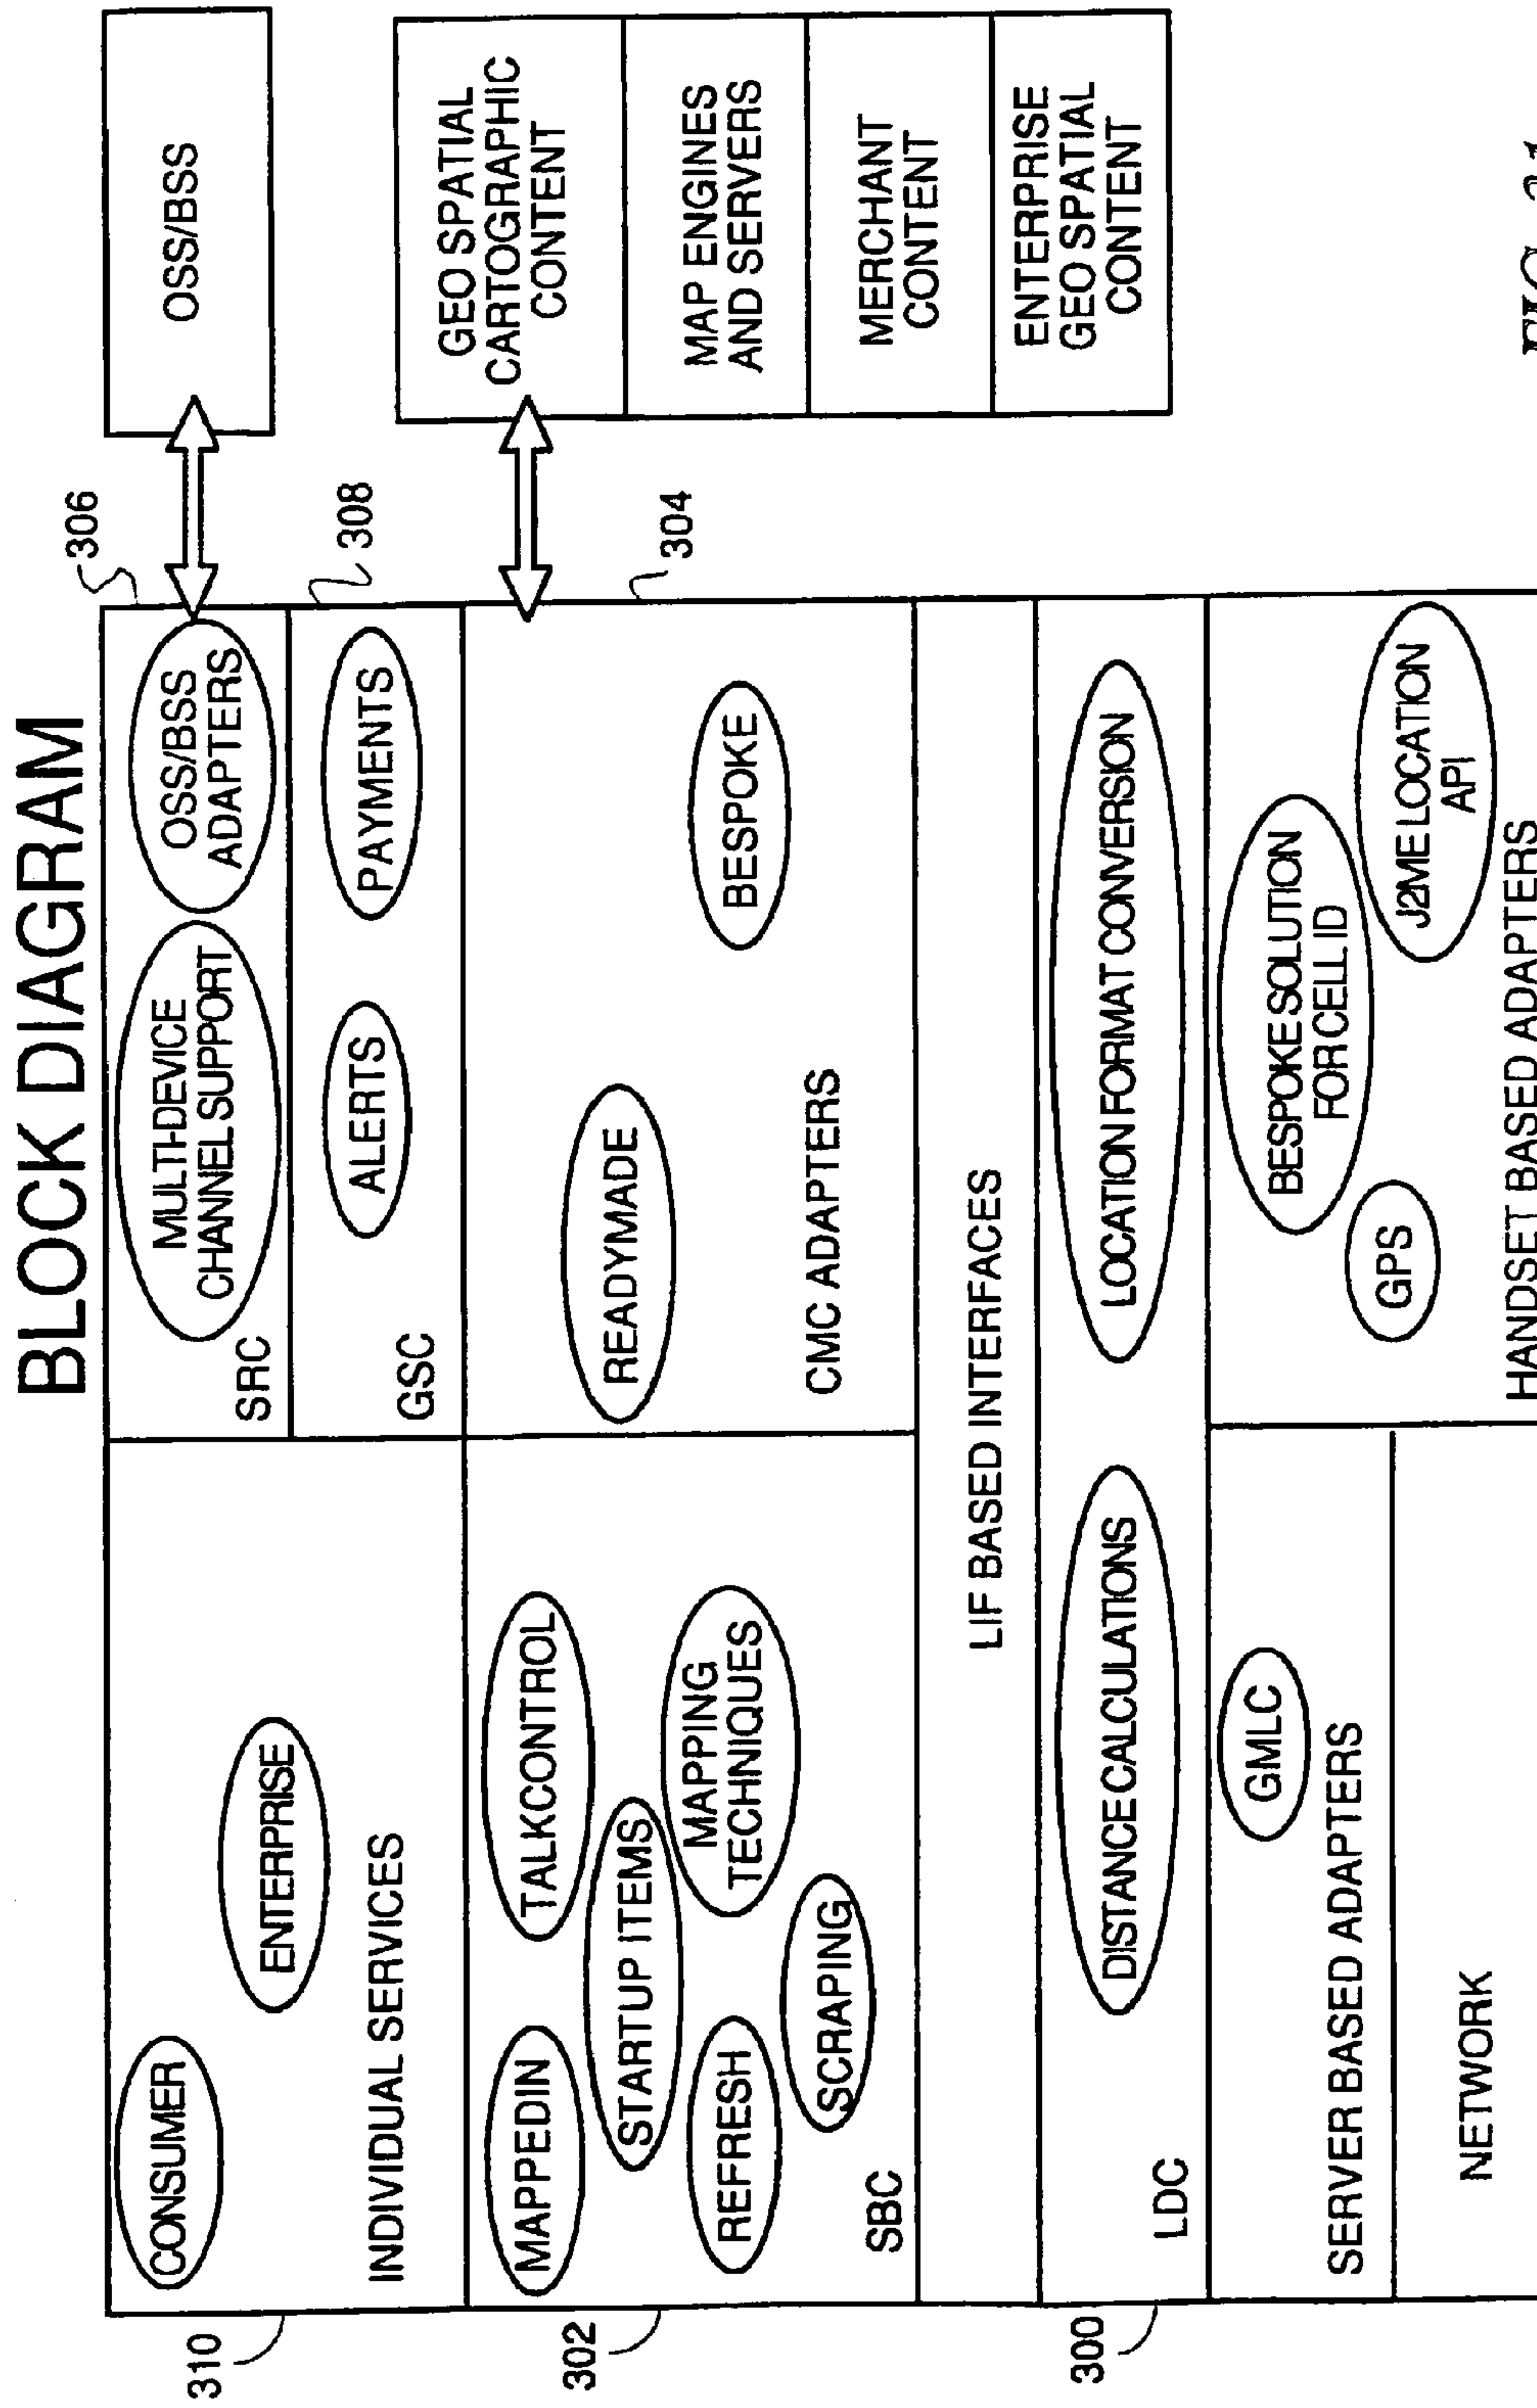 BLOCK DIAGRAM
310
CONSUMER
ENTERPRISE
INDIVIDUAL SERVICES
MULTI-DEVICE
CHANNEL SUPPORT
OSS/BSS
ADAPTERS
SRC
306
OSS/BSS
ALERTS
PAYMENTS
GSC
308
302
MAPPEDIN
TALKCONTROL
STARTUP ITEMS
REFRESH
MAPPING
TECHNIQUES
SCRAPING
SBC
READYMADE
BESPOKE
CMC ADAPTERS
304
GEO SPATIAL
CARTOGRAPHIC
CONTENT
MAP ENGINES
AND SERVERS
MERCHANT
CONTENT
ENTERPRISE
GEO SPATIAL
CONTENT
LIF BASED INTERFACES
300
DISTANCE CALCULATIONS
LOCATION FORMAT CONVERSION
LDC
GMLC
SERVER BASED ADAPTERS
NETWORK
BESPOKE SOLUTION
FOR CELL ID
GPS
J2ME LOCATION
API
HANDSET BASED ADAPTERS